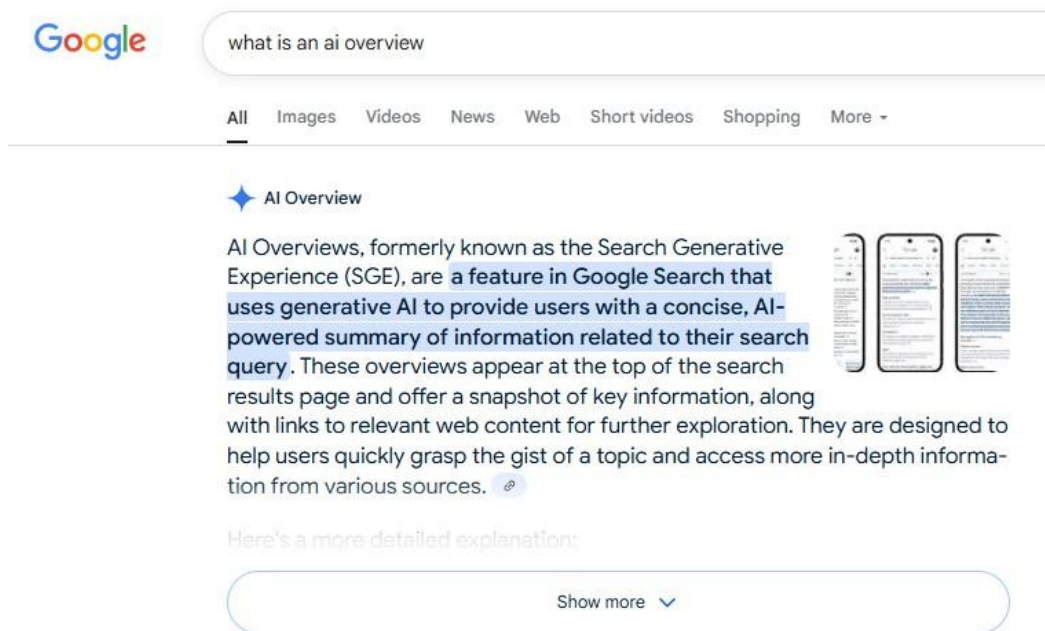 Google
what is an ai overview
All Images Videos News Web Short videos Shopping More
AI Overview
AI Overviews, formerly known as the Search Generative
Experience (SGE), are a feature in Google Search that
uses generative AI to provide users with a concise, AI-
powered summary of information related to their search
query. These overviews appear at the top of the search
results page and offer a snapshot of key information, along
with links to relevant web content for further exploration. They are designed to
help users quickly grasp the gist of a topic and access more in-depth informa-
tion from various sources.
Here's a more detailed explanation:
Show more